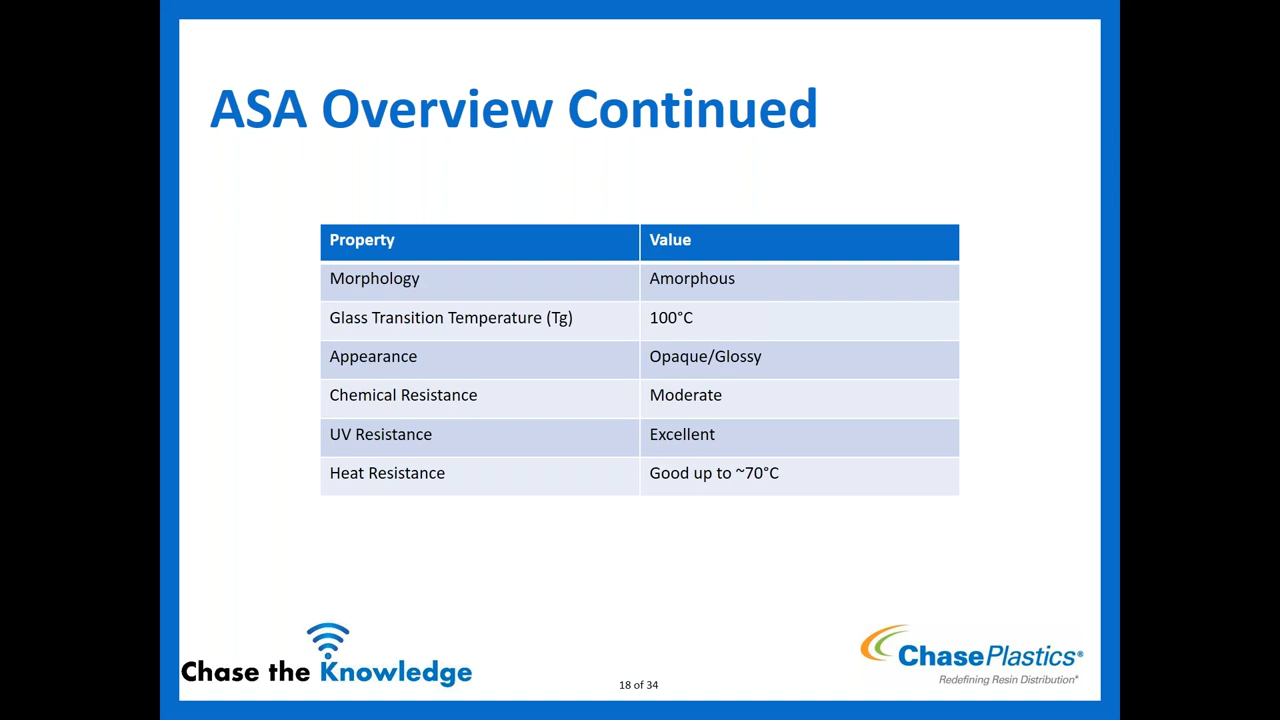 ASA Overview Continued
Property Value
Morphology Amorphous
Glass Transition Temperature (Tg) 100°C
Appearance Opaque/Glossy
Chemical Resistance Moderate
UV Resistance Excellent
Heat Resistance Good up to ~70°C
Chase the Knowledge
ChasePlastics®
Redefining Resin Distribution*
18 of 34